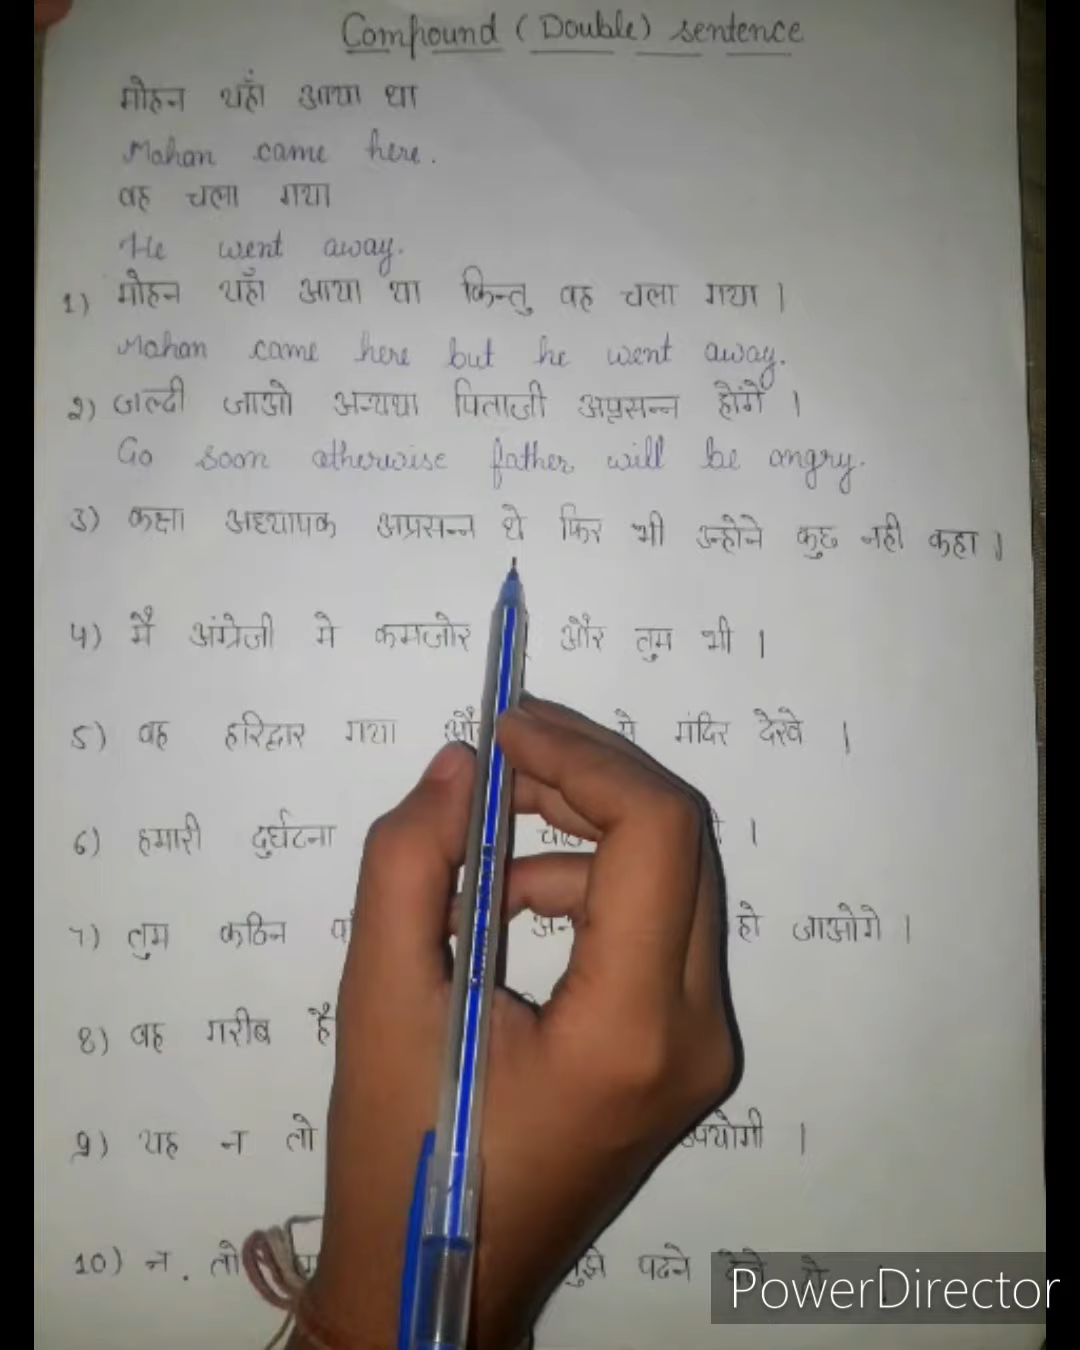 Compound (Double) sentence
मोहन यहाँ आया था
Mohan came here.
वह चला गया
He went away.
1) मोहन यहाँ आया था किन्तु वह चला गया।
Mohan came here but he went away.
2) जल्दी जाओ अन्यथा पिताजी अप्रसन्न होंगें।
Go soon otherwise father will be angry.
3) कक्षा अध्यापक अप्रसन्न थे फिर भी उन्होने कुछ नही कहा।
4) मै अंग्रेजी मे कमजोर और तुम भी।
5) वह हरिद्वार गया मे मंदिर देखे।
6) हमारी दुर्घटना ।
7) तुम कठिन हो जाओगे।
8) वह गरीब है
9) यह न तो उपयोगी।
10) न. तो मुझे पढने
PowerDirector